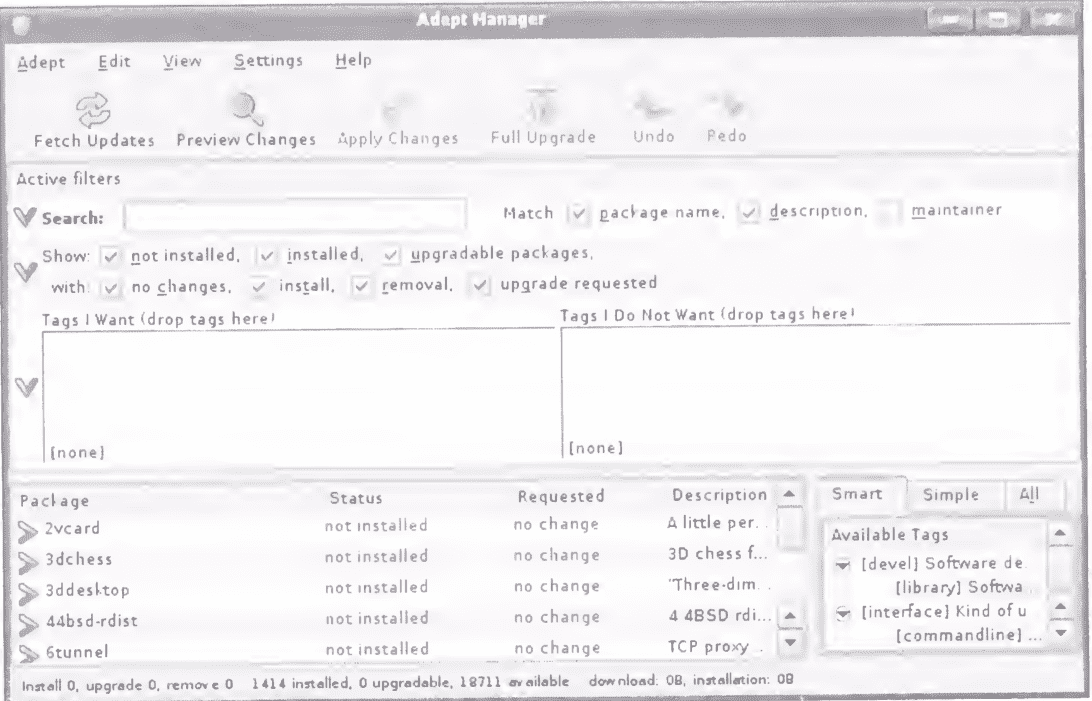 Adept Manager
Adept Edit View Settings Help
Fetch Updates Preview Changes Apply Changes Full Upgrade Undo Redo
Active filters
Search: Match package name, description, maintainer
Show: not installed, installed, upgradable packages,
with: no changes, install, removal, upgrade requested
Tags I Want (drop tags here) Tags I Do Not Want (drop tags here)
[none] [none]
Package Status Requested Description Smart Simple All
2vcard not installed no change A little per...
Available Tags
3dchess not installed no change 3D chess f...
[devel] Software de...
3ddesktop not installed no change "Three-dim...
[library] Softwa...
44bsd-rdist not installed no change 4.4BSD rdi...
[interface] Kind of u
6tunnel not installed no change TCP proxy ...
[commandline] ...
Install 0, upgrade 0, remove 0 1414 installed, 0 upgradable, 18711 available download: 0B, installation: 0B